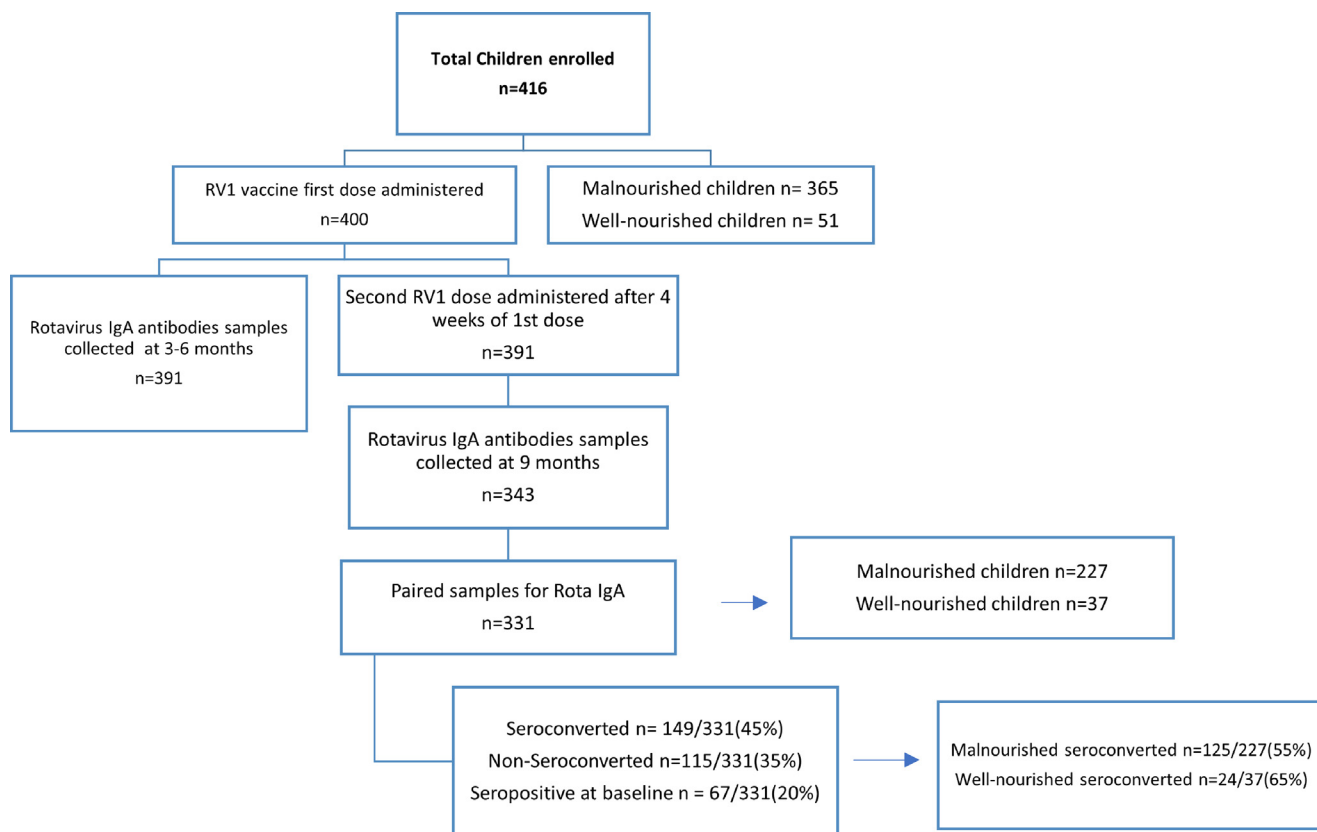 Total Children enrolled
n=416
RV1 vaccine first dose administered
n=400
Malnourished children n= 365
Well-nourished children n= 51
Rotavirus IgA antibodies samples
collected at 3-6 months
n=391
Second RV1 dose administered after 4
weeks of 1st dose
n=391
Rotavirus IgA antibodies samples
collected at 9 months
n=343
Paired samples for Rota IgA
n=331
Malnourished children n=227
Well-nourished children n=37
Seroconverted n= 149/331(45%)
Non-Seroconverted n=115/331(35%)
Seropositive at baseline n = 67/331(20%)
Malnourished seroconverted n=125/227(55%)
Well-nourished seroconverted n=24/37(65%)